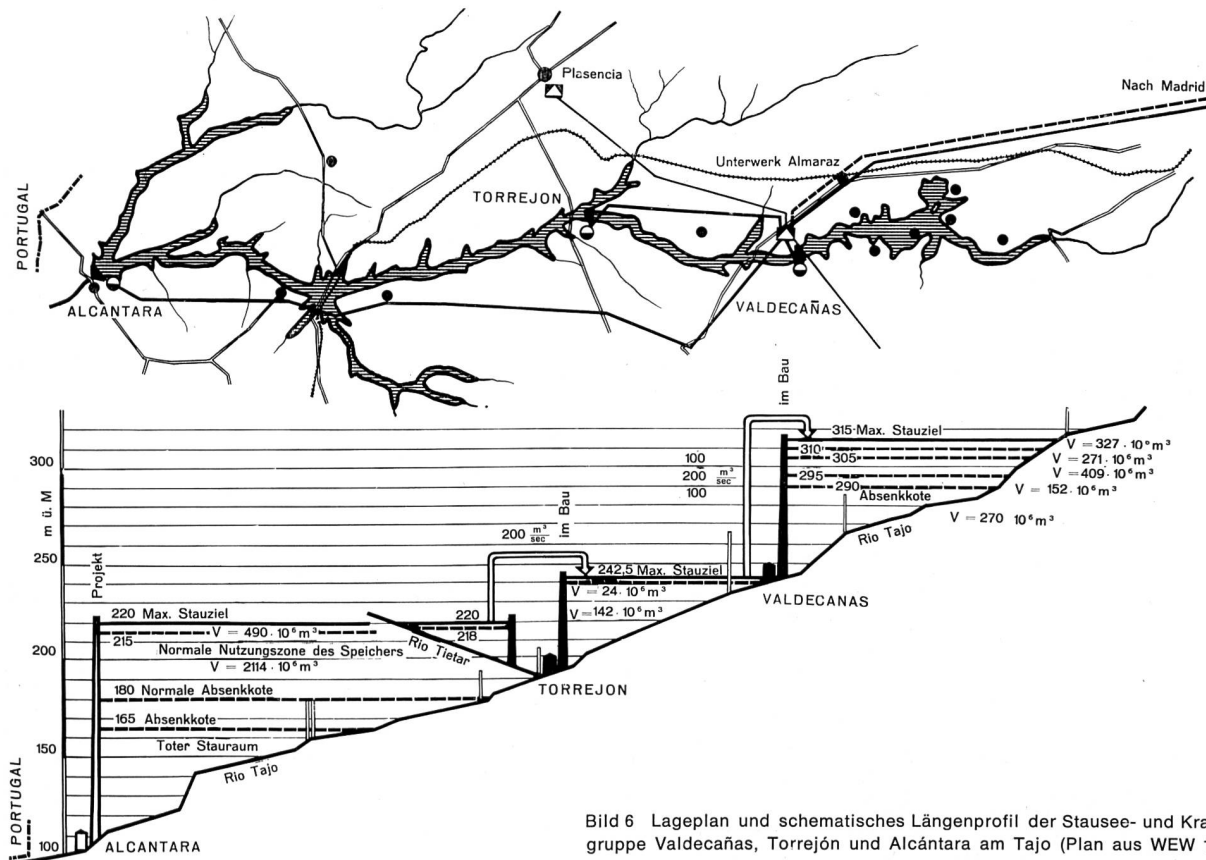 Plasencia
Nach Madrid
Unterwerk Almaraz
TORREJON
PORTUGAL
ALCANTARA
VALDECAÑAS
im Bau
315 Max. Stauziel
310
305
295
290
Absenkkote
V = 327 · 10⁶ m³
V = 271 · 10⁶ m³
V = 409 · 10⁶ m³
V = 152 · 10⁶ m³
V = 270 10⁶ m³
100
200 m³/sec
100
Rio Tajo
m ü. M
300
250
200
150
100
200 m³/sec
im Bau
242,5 Max. Stauziel
V = 24 · 10⁶ m³
V = 142 · 10⁶ m³
VALDECANAS
Projekt
220 Max. Stauziel
215
V = 490 · 10⁶ m³
Normale Nutzungszone des Speichers
V = 2114 · 10⁶ m³
220
218
Rio Tietar
TORREJON
180 Normale Absenkkote
165 Absenkkote
Toter Stauraum
Rio Tajo
PORTUGAL
ALCANTARA
Bild 6 Lageplan und schematisches Längenprofil der Stausee- und Kra
gruppe Valdecañas, Torrejón und Alcántara am Tajo (Plan aus WEW